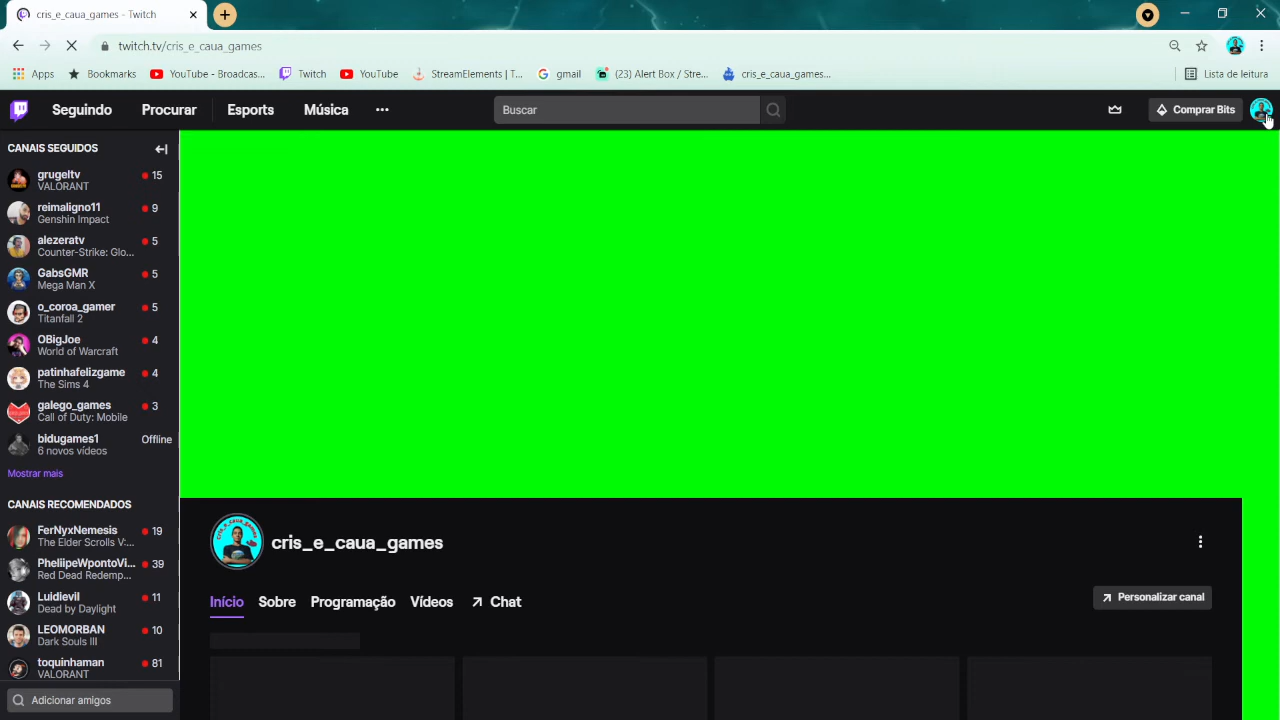 cris_e_caua_games - Twitch
twitch.tv/cris_e_caua_games
Apps Bookmarks YouTube - Broadcas... Twitch YouTube StreamElements | T... gmail (23) Alert Box / Stre... cris_e_caua_games... Lista de leitura
Seguindo Procurar Esports Música Buscar Comprar Bits
CANAIS SEGUIDOS
grugeltv 15
VALORANT
reimaligno11 9
Genshin Impact
alezeratv 5
Counter-Strike: Glo...
GabsGMR 5
Mega Man X
o_coroa_gamer 5
Titanfall 2
OBigJoe 4
World of Warcraft
patinhafelizgame 4
The Sims 4
galego_games 3
Call of Duty: Mobile
bidugames1 Offline
6 novos vídeos
Mostrar mais
CANAIS RECOMENDADOS
FerNyxNemesis 19
The Elder Scrolls V:...
PhellipeWpontoVi... 39
Red Dead Redemp...
Luidievil 11
Dead by Daylight
LEOMORBAN 10
Dark Souls III
toquinhaman 81
VALORANT
Adicionar amigos
cris_e_caua_games
Início Sobre Programação Vídeos Chat
Personalizar canal